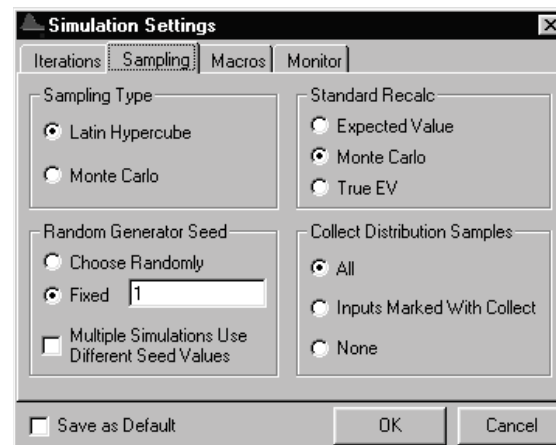 Simulation Settings
Iterations Sampling Macros Monitor
Sampling Type
Latin Hypercube
Monte Carlo
Standard Recalc
Expected Value
Monte Carlo
True EV
Random Generator Seed
Choose Randomly
Fixed 1
Multiple Simulations Use
Different Seed Values
Collect Distribution Samples
All
Inputs Marked With Collect
None
Save as Default
OK
Cancel